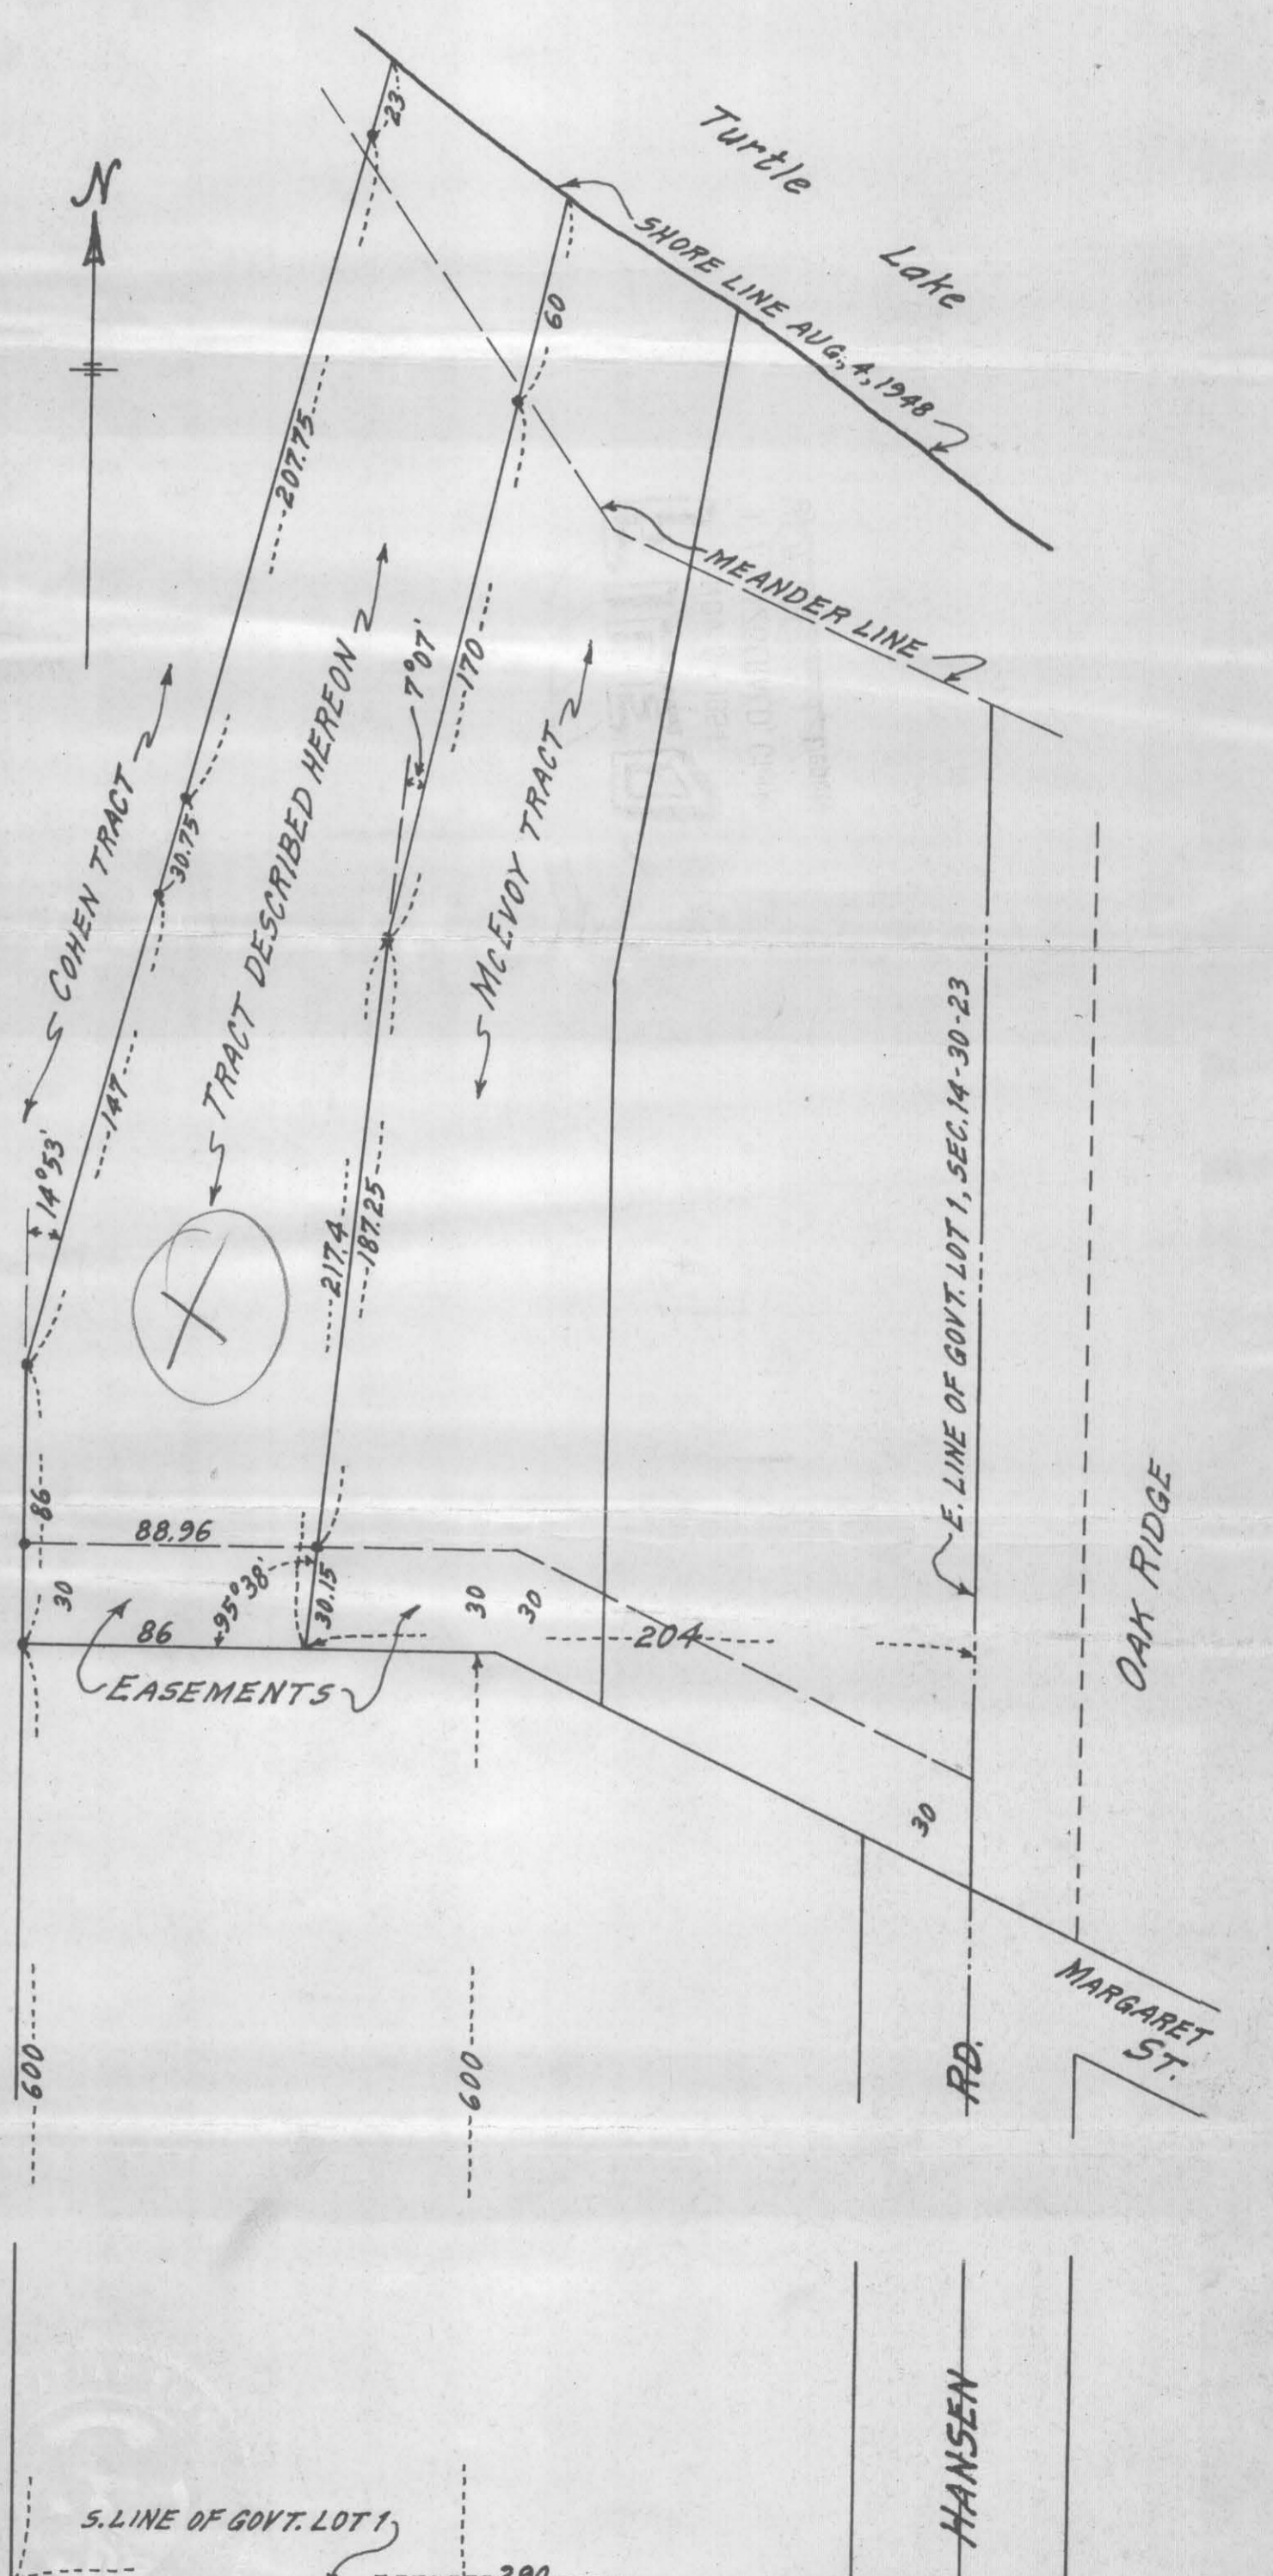 N
Turtle
Lake
23
SHORE LINE AUG., 4, 1948
60
207.75
MEANDER LINE
170
7°07'
COHEN TRACT
TRACT DESCRIBED HEREON
McEVOY TRACT
30.75
147
14°53'
E. LINE OF GOVT. LOT 1, SEC. 14-30-23
217.4
187.25
OAK RIDGE
86
88.96
30
95°38'
30.15
30
30
86
204
EASEMENTS
30
MARGARET
ST.
600
600
RD.
HANSEN
S. LINE OF GOVT. LOT 1
290